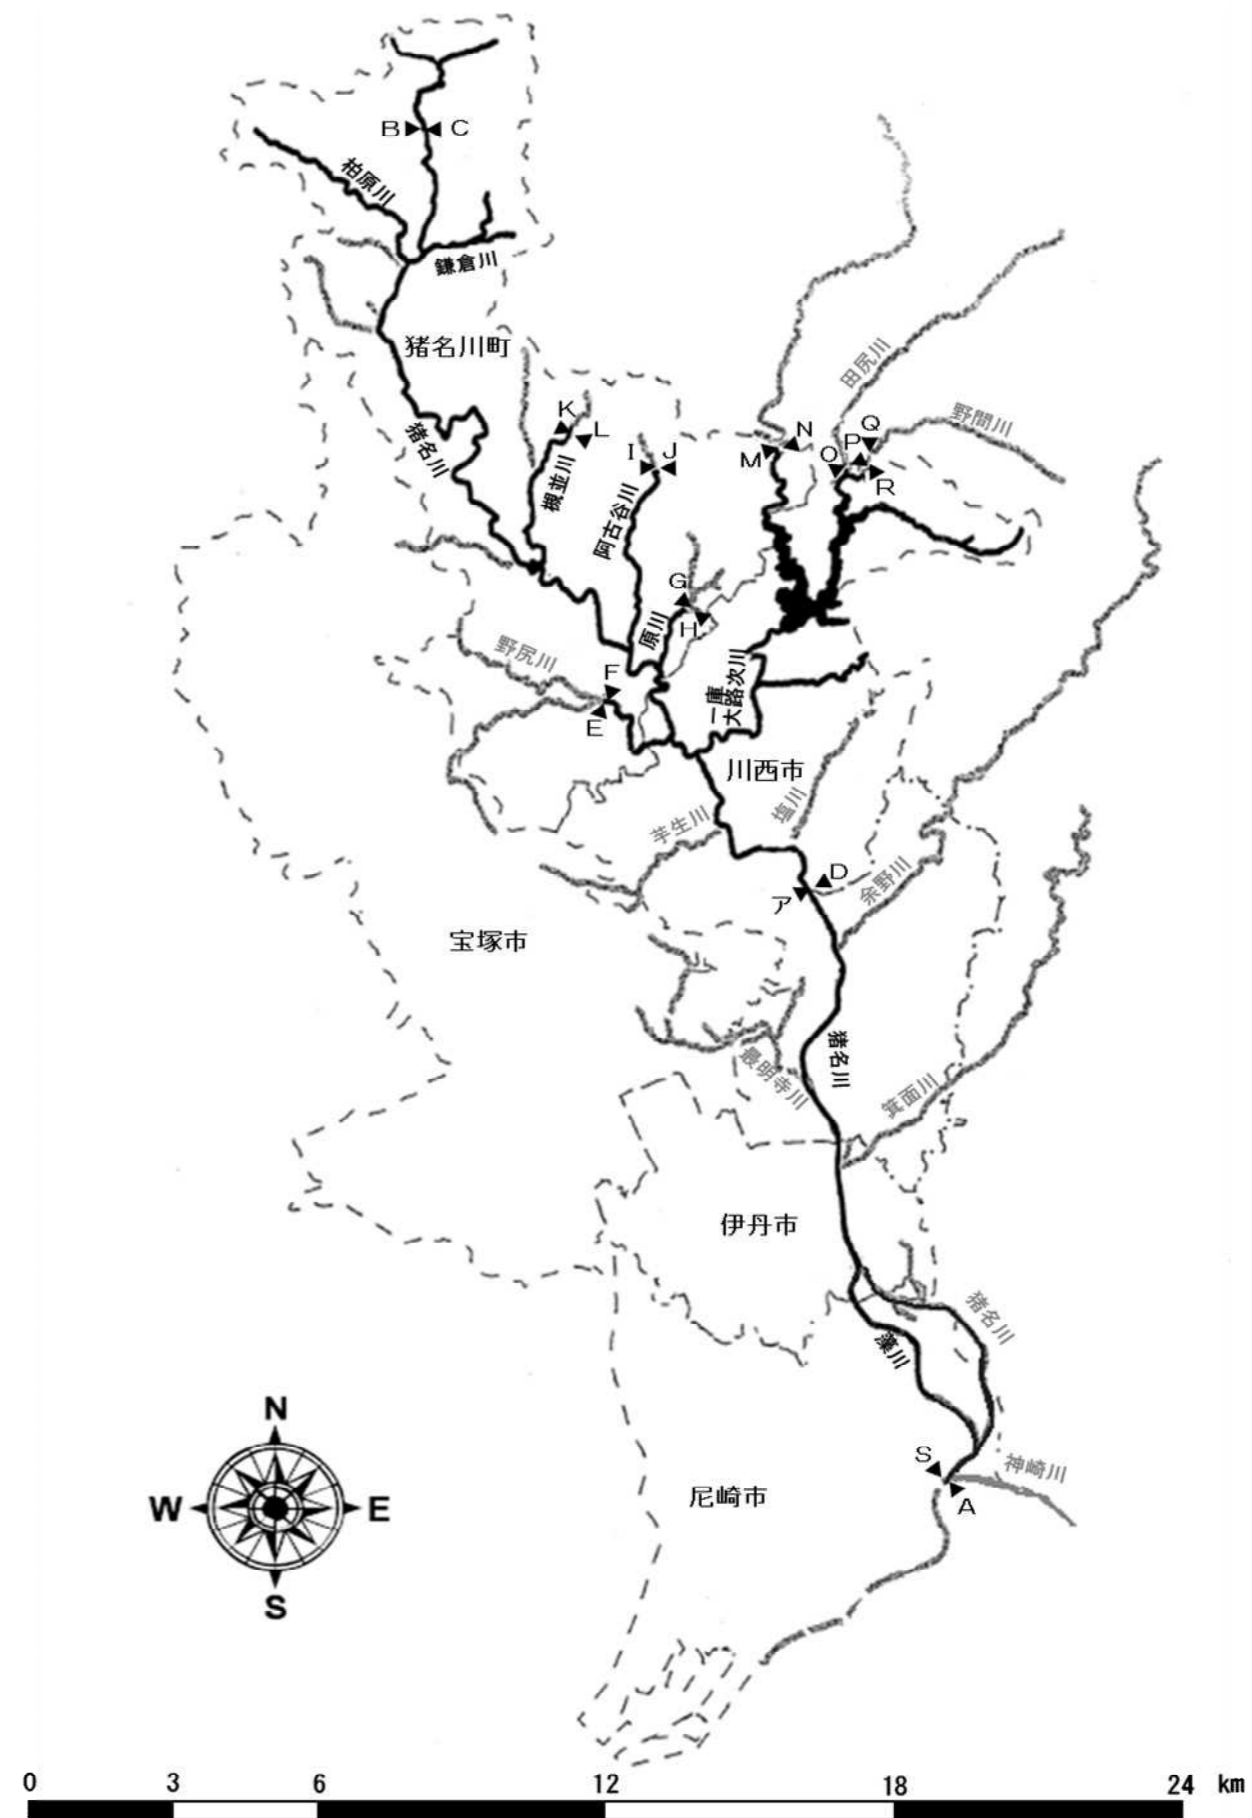 B C
柏原川
鎌倉川
猪名川町
田尻川
K
L
I J
M N
O P Q
R
野間川
猪名川
槻並川
阿古谷川
G
H
原川
野尻川
F
E
一庫
大路次川
川西市
塩川
芋生川
D
ア
余野川
宝塚市
猪名川
最明寺川
箕面川
伊丹市
猪名川
藻川
N
W E
S
S
A
神崎川
尼崎市
0 3 6 12 18 24 km